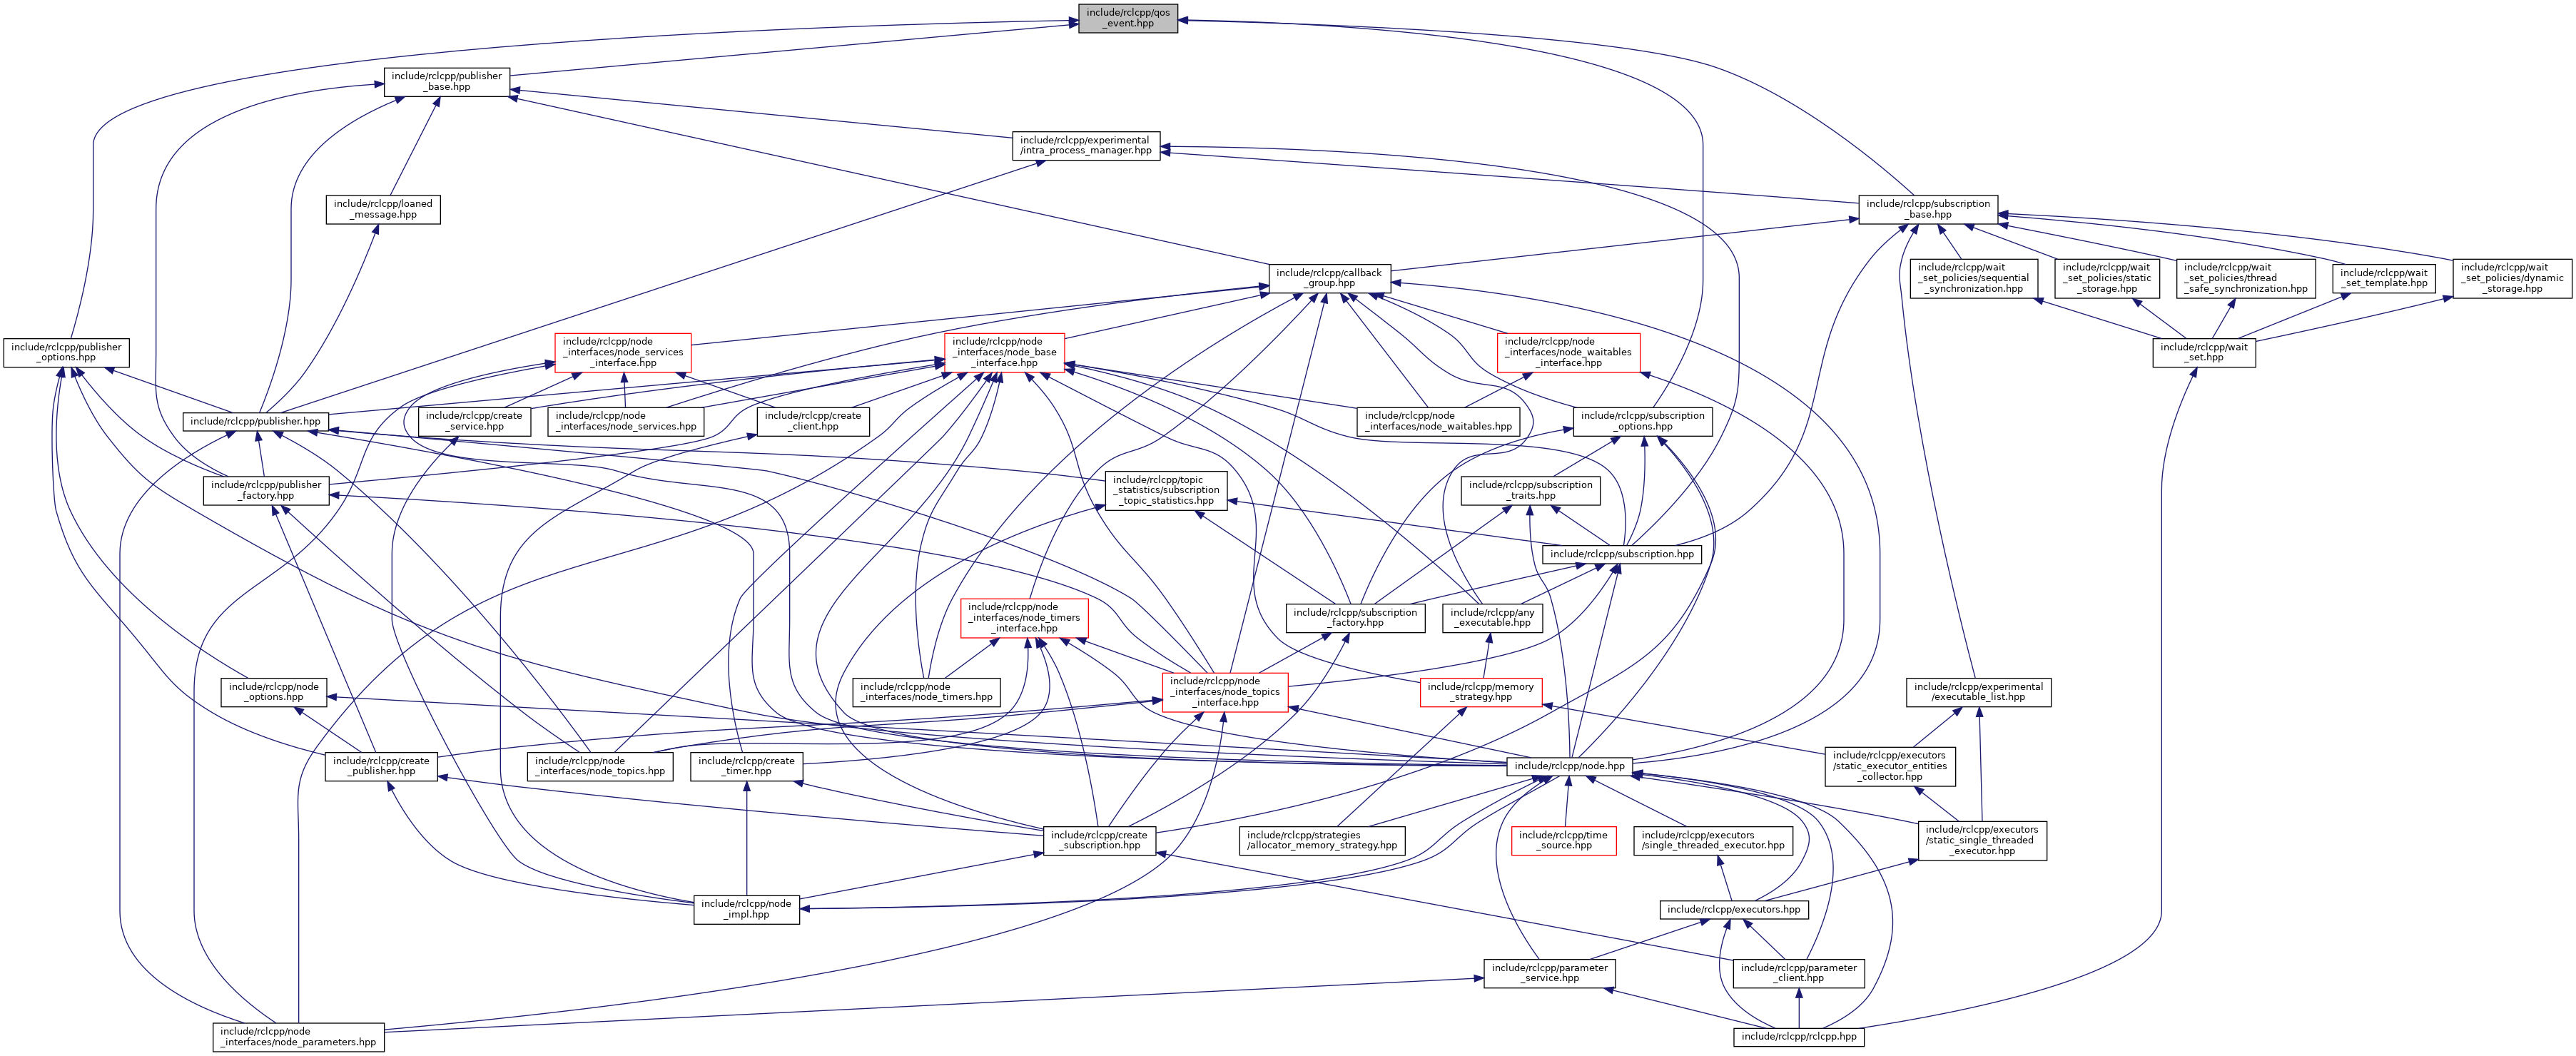 include/rclcpp/qos
_event.hpp
include/rclcpp/publisher
_base.hpp
include/rclcpp/experimental
/intra_process_manager.hpp
include/rclcpp/loaned
_message.hpp
include/rclcpp/subscription
_base.hpp
include/rclcpp/callback
_group.hpp
include/rclcpp/wait
_set_policies/sequential
_synchronization.hpp
include/rclcpp/wait
_set_policies/static
_storage.hpp
include/rclcpp/wait
_set_policies/thread
_safe_synchronization.hpp
include/rclcpp/wait
_set_template.hpp
include/rclcpp/wait
_set_policies/dynamic
_storage.hpp
include/rclcpp/publisher
_options.hpp
include/rclcpp/node
_interfaces/node_services
_interface.hpp
include/rclcpp/node
_interfaces/node_base
_interface.hpp
include/rclcpp/node
_interfaces/node_waitables
_interface.hpp
include/rclcpp/wait
_set.hpp
include/rclcpp/publisher.hpp
include/rclcpp/create
_service.hpp
include/rclcpp/node
_interfaces/node_services.hpp
include/rclcpp/create
_client.hpp
include/rclcpp/node
_interfaces/node_waitables.hpp
include/rclcpp/subscription
_options.hpp
include/rclcpp/publisher
_factory.hpp
include/rclcpp/topic
_statistics/subscription
_topic_statistics.hpp
include/rclcpp/subscription
_traits.hpp
include/rclcpp/subscription.hpp
include/rclcpp/node
_interfaces/node_timers
_interface.hpp
include/rclcpp/subscription
_factory.hpp
include/rclcpp/any
_executable.hpp
include/rclcpp/node
_options.hpp
include/rclcpp/node
_interfaces/node_timers.hpp
include/rclcpp/node
_interfaces/node_topics
_interface.hpp
include/rclcpp/memory
_strategy.hpp
include/rclcpp/experimental
/executable_list.hpp
include/rclcpp/create
_publisher.hpp
include/rclcpp/node
_interfaces/node_topics.hpp
include/rclcpp/create
_timer.hpp
include/rclcpp/node.hpp
include/rclcpp/executors
/static_executor_entities
_collector.hpp
include/rclcpp/create
_subscription.hpp
include/rclcpp/strategies
/allocator_memory_strategy.hpp
include/rclcpp/time
_source.hpp
include/rclcpp/executors
/single_threaded_executor.hpp
include/rclcpp/executors
/static_single_threaded
_executor.hpp
include/rclcpp/node
_impl.hpp
include/rclcpp/executors.hpp
include/rclcpp/parameter
_service.hpp
include/rclcpp/parameter
_client.hpp
include/rclcpp/node
_interfaces/node_parameters.hpp
include/rclcpp/rclcpp.hpp